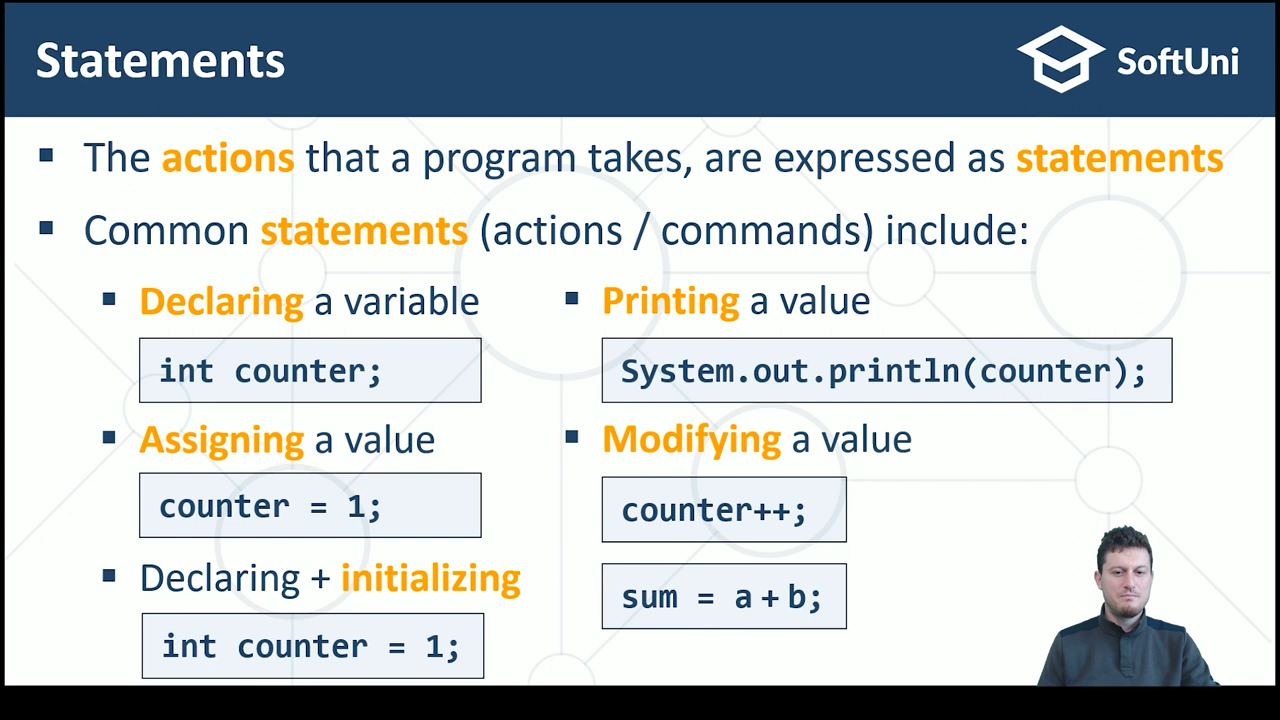 Statements
SoftUni
The actions that a program takes, are expressed as statements
Common statements (actions / commands) include:
Declaring a variable
int counter;
Assigning a value
counter = 1;
Declaring + initializing
int counter = 1;
Printing a value
System.out.println(counter);
Modifying a value
counter++;
sum = a + b;